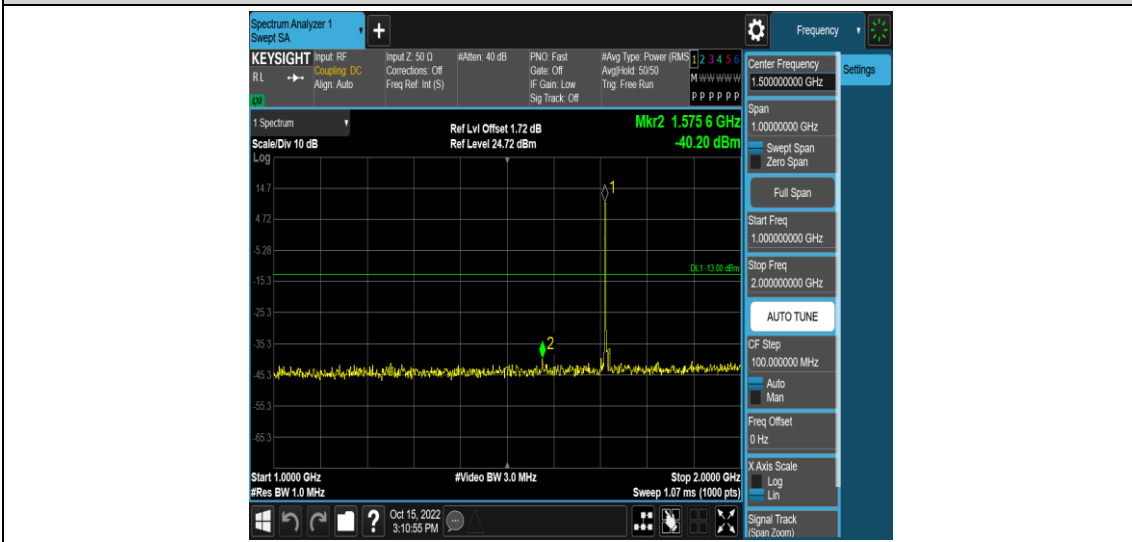 Spectrum Analyzer 1
Swept SA
+
Frequency
KEYSIGHT
RL
LXI
Input: RF
Coupling: DC
Align: Auto
Input Z: 50 Ω
Corrections: Off
Freq Ref: Int (S)
#Atten: 40 dB
PNO: Fast
Gate: Off
IF Gain: Low
Sig Track: Off
#Avg Type: Power (RMS
Avg|Hold: 50/50
Trig: Free Run
1 2 3 4 5 6
M W W W W W
P P P P P P
Center Frequency
1.500000000 GHz
Settings
1 Spectrum
Scale/Div 10 dB
Log
Ref Lvl Offset 1.72 dB
Ref Level 24.72 dBm
Mkr2 1.575 6 GHz
-40.20 dBm
14.7
4.72
-5.28
-15.3
-25.3
-35.3
-45.3
-55.3
-65.3
1
DL1 -13.00 dBm
2
Span
1.00000000 GHz
Swept Span
Zero Span
Full Span
Start Freq
1.000000000 GHz
Stop Freq
2.000000000 GHz
AUTO TUNE
CF Step
100.000000 MHz
Auto
Man
Freq Offset
0 Hz
X Axis Scale
Log
Lin
Signal Track
(Span Zoom)
Start 1.0000 GHz
#Res BW 1.0 MHz
#Video BW 3.0 MHz
Stop 2.0000 GHz
Sweep 1.07 ms (1000 pts)
?
Oct 15, 2022
3:10:55 PM